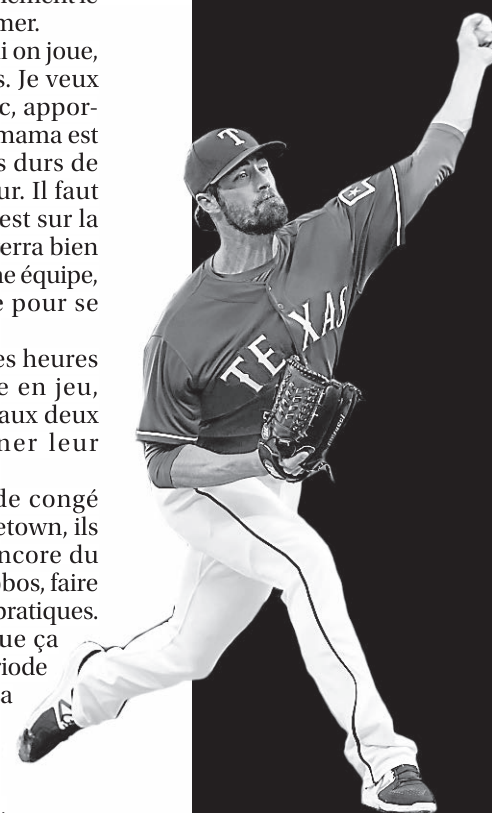 mer.
i on joue,
s. Je veux
c, appor-
mama est
s durs de
ur. Il faut
est sur la
erra bien
ne équipe,
e pour se
es heures
e en jeu,
aux deux
ner leur
de congé
etown, ils
ncore du
obos, faire
pratiques.
ue ça
riode
a
T
TEXAS